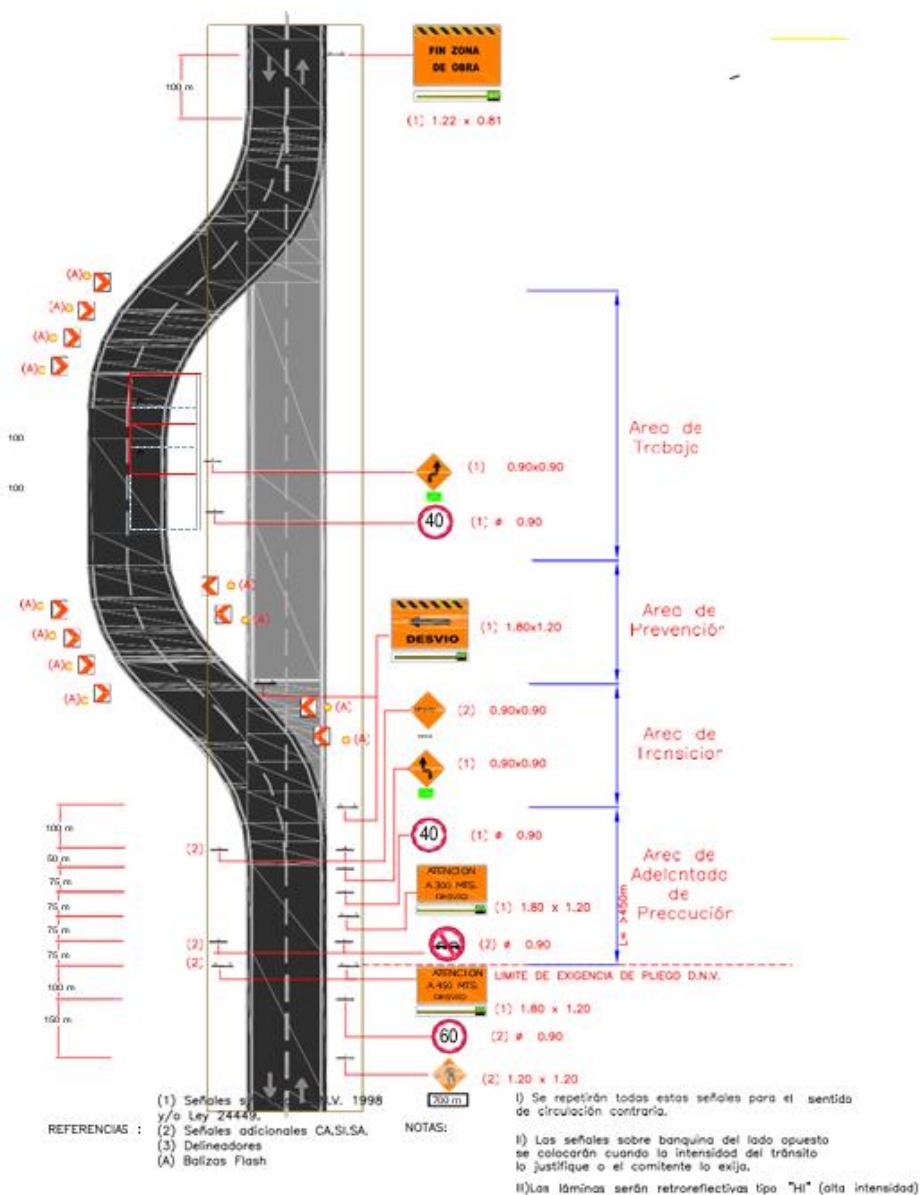 FIN ZONA
DE OBRA
100 m
(1) 1.22 x 0.81
(A)
(A)
(A)
(A)
Area de
Trabajo
100
(1) 0.90x0.90
100
40
(1) ø 0.90
(A)
(A)
(A)
(A)
(A)
(A)
DESVIO
(1) 1.80x1.20
Area de
Prevención
(A)
(A)
(2) 0.90x0.90
(1) 0.90x0.90
Area de
100 m
50 m
75 m
75 m
75 m
75 m
100 m
150 m
(2)
40
(1) ø 0.90
Area de
Adelantada
de
L= >450m
ATENCION
A 300 MTS.
DESVIO
(1) 1.80 x 1.20
(2)
(2) ø 0.90
(2)
LIMITE DE EXIGENCIA DE PLIEGO D.N.V.
ATENCION
A 450 MTS.
DESVIO
(1) 1.80 x 1.20
60
(2) ø 0.90
(2) 1.20 x 1.20
700 m
REFERENCIAS :
(1) Señales D.N.V. 1998
y/o Ley 24449.
(2) Señales adicionales CA.SI.SA.
(3) Delineadores
(A) Balizas Flash
NOTAS:
I) Se repetirán todas estas señales para el sentido
de circulación contraria.
II) Las señales sobre banquina del lado opuesto
se colocarán cuando la intensidad del tránsito
lo justifique o el comitente lo exija.
III)Las láminas serán retroreflectivas tipo "HI" (alta intensidad)